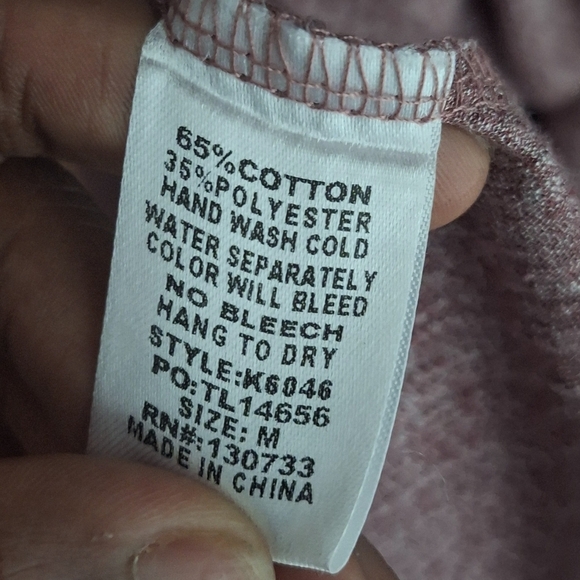 65%COTTON
35%POLYESTER
HAND WASH COLD
WATER SEPARATELY
COLOR WILL BLEED
NO BLEECH
HANG TO DRY
STYLE:K6046
PO:TL14656
SIZE: M
RN#:130733
MADE IN CHINA